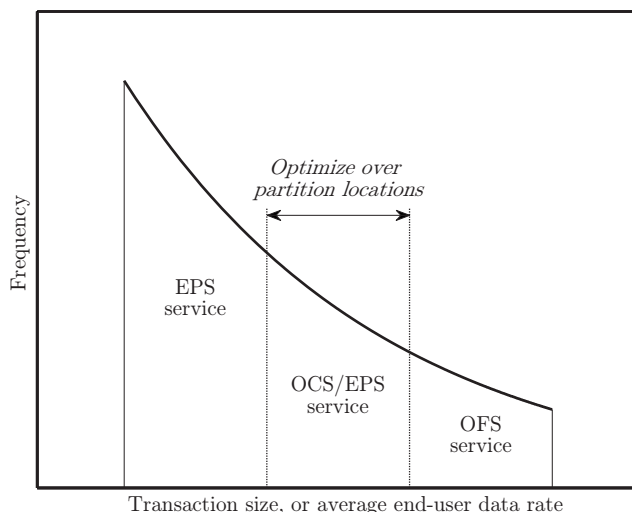 Optimize over
partition locations
Frequency
EPS
service
OCS/EPS
service
OFS
service
Transaction size, or average end-user data rate